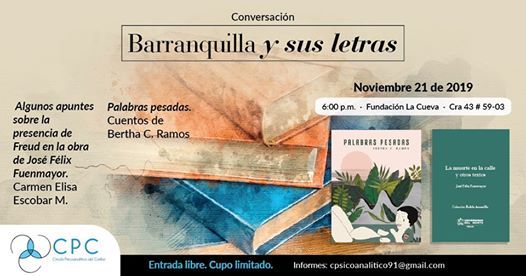 Conversación
Barranquilla y sus letras
Noviembre 21 de 2019
6:00 p.m. · Fundación La Cueva · Cra 43 # 59-03
Algunos apuntes
sobre la
presencia de
Freud en la obra
de José Félix
Fuenmayor.
Carmen Elisa
Escobar M.
Palabras pesadas.
Cuentos de
Bertha C. Ramos
PALABRAS PESADAS
BERTHA C. RAMOS
La muerte en la calle
y otros textos
José Félix Fuenmayor
CPC
Círculo Psicoanalítico del Caribe
Entrada libre. Cupo limitado.
Informes: cpsicoanalitico91@gmail.com